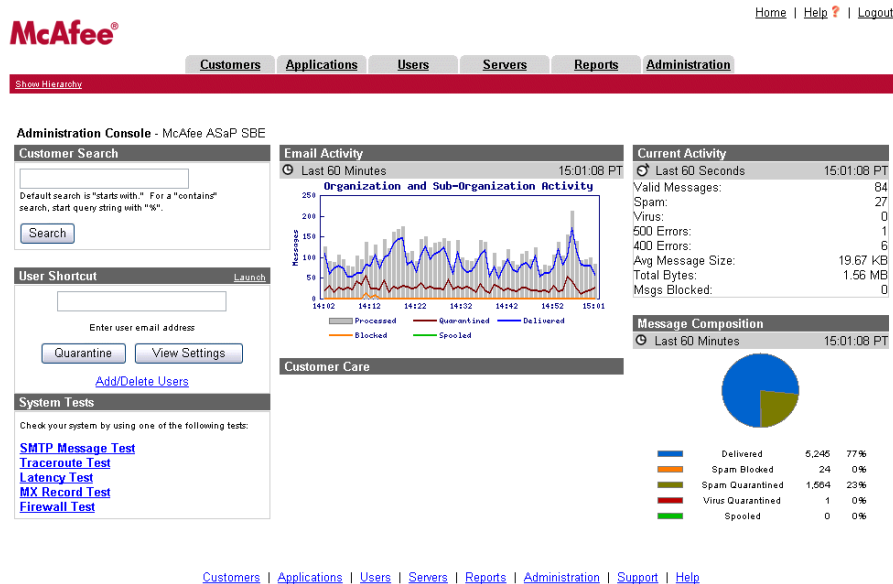 Home | Help ? | Logout
McAfee®
Customers Applications Users Servers Reports Administration
Show Hierarchy
Administration Console - McAfee ASaP SBE
Customer Search
Default search is "starts with." For a "contains"
search, start query string with "%".
Search
User Shortcut Launch
Enter user email address
Quarantine View Settings
Add/Delete Users
System Tests
Check your system by using one of the following tests:
SMTP Message Test
Traceroute Test
Latency Test
MX Record Test
Firewall Test
Email Activity
Last 60 Minutes 15:01:08 PT
Organization and Sub-Organization Activity
Messages
250
200
150
100
50
0
14:02 14:12 14:22 14:32 14:42 14:52 15:01
Processed Quarantined Delivered
Blocked Spooled
Customer Care
Current Activity
Last 60 Seconds 15:01:08 PT
Valid Messages: 84
Spam: 27
Virus: 0
500 Errors: 1
400 Errors: 6
Avg Message Size: 19.67 KB
Total Bytes: 1.56 MB
Msgs Blocked: 0
Message Composition
Last 60 Minutes 15:01:08 PT
Delivered 5,245 77%
Spam Blocked 24 0%
Spam Quarantined 1,564 23%
Virus Quarantined 1 0%
Spooled 0 0%
Customers | Applications | Users | Servers | Reports | Administration | Support | Help